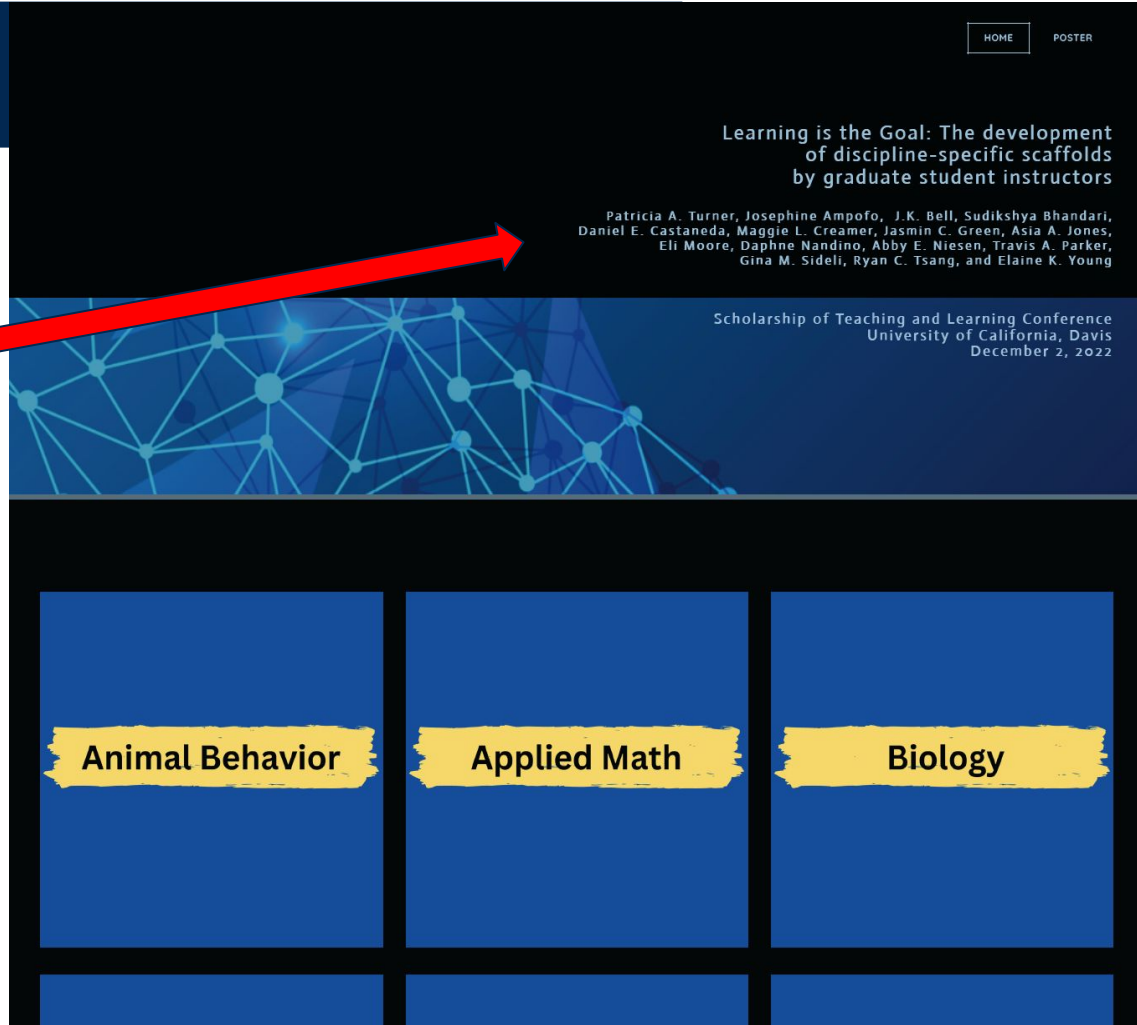 HOME POSTER
Learning is the Goal: The development
of discipline-specific scaffolds
by graduate student instructors
Patricia A. Turner, Josephine Ampofo, J.K. Bell, Sudikshya Bhandari,
Daniel E. Castaneda, Maggie L. Creamer, Jasmin C. Green, Asia A. Jones,
Eli Moore, Daphne Nandino, Abby E. Niesen, Travis A. Parker,
Gina M. Sideli, Ryan C. Tsang, and Elaine K. Young
Scholarship of Teaching and Learning Conference
University of California, Davis
December 2, 2022
Animal Behavior
Applied Math
Biology